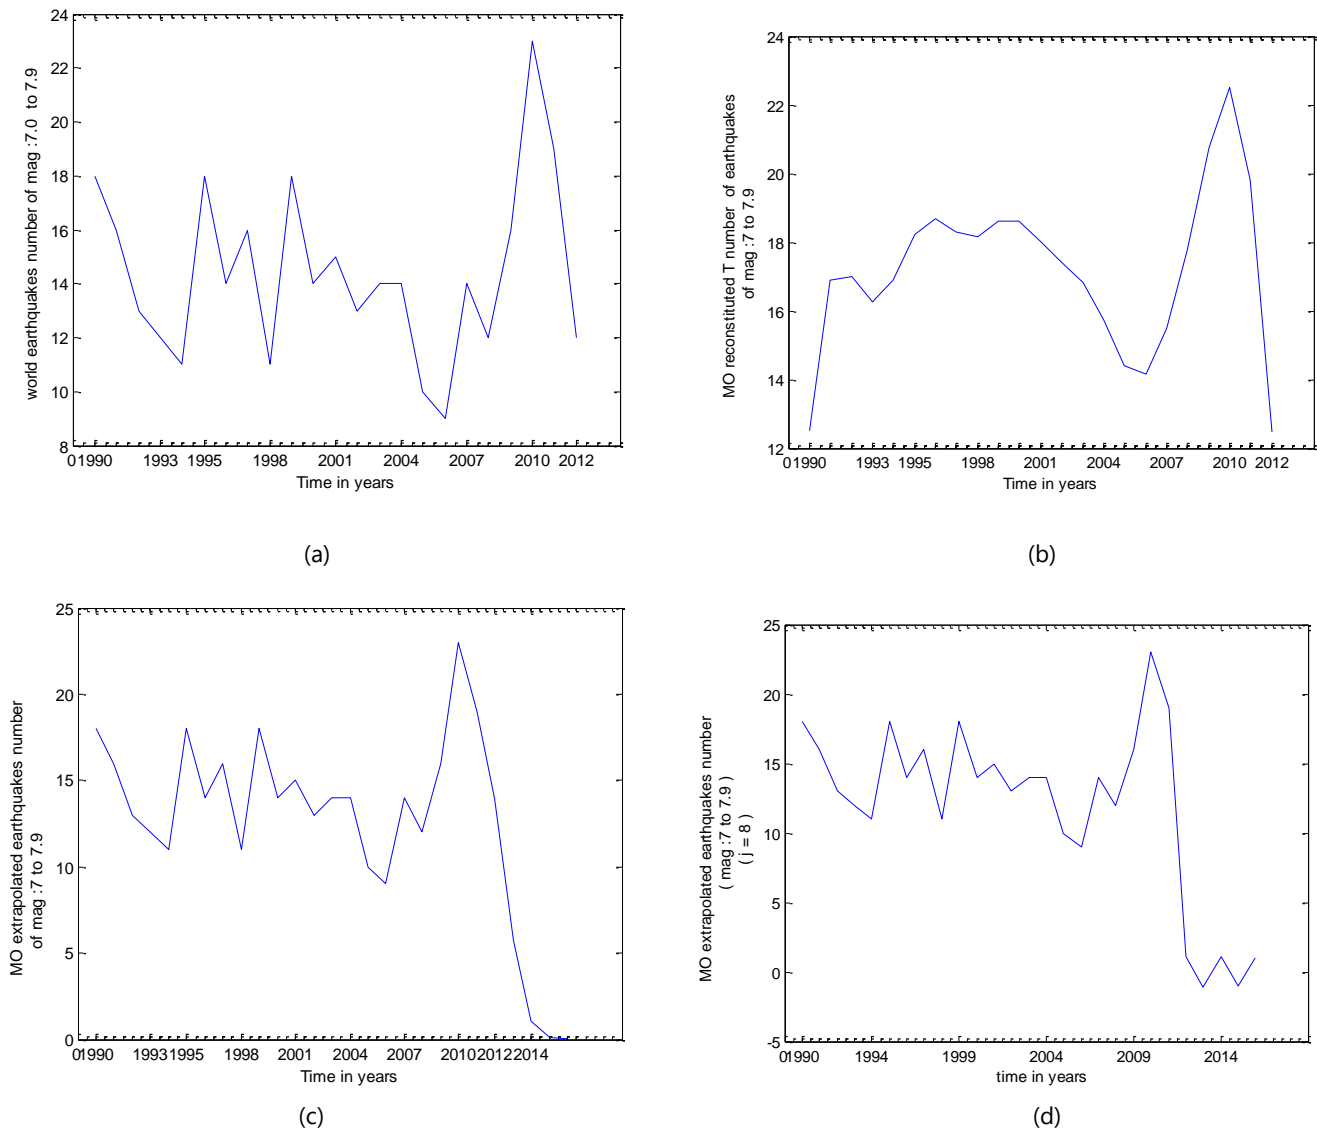 24
22
20
18
16
14
12
10
8
world earthquakes number of mag :7.0 to 7.9
01990 1993 1995 1998 2001 2004 2007 2010 2012
Time in years
(a)
24
22
20
18
16
14
12
MO reconstituted T number of earthquakes
of mag :7 to 7.9
01990 1993 1995 1998 2001 2004 2007 2010 2012
Time in years
(b)
25
20
15
10
5
0
MO extrapolated earthquakes number
of mag :7 to 7.9
01990 19931995 1998 2001 2004 2007 201020122014
Time in years
(c)
25
20
15
10
5
0
-5
MO extrapolated earthquakes number
( mag :7 to 7.9 )
( j = 8 )
01990 1994 1999 2004 2009 2014
time in years
(d)